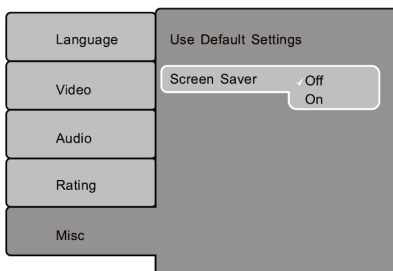 Language
Video
Audio
Rating
Misc
Use Default Settings
Screen Saver
Off
On